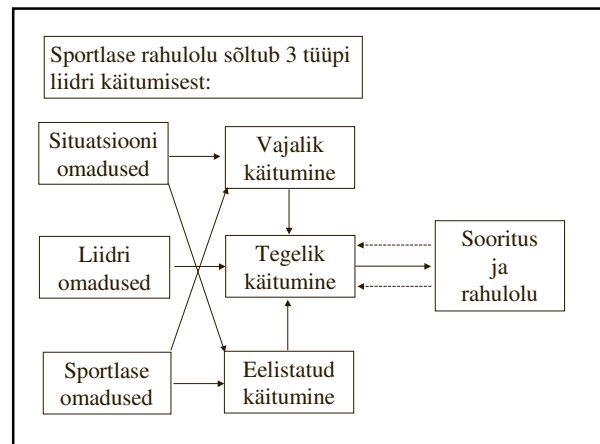 Sportlase rahulolu sõltub 3 tüüpi
liidri käitumisest:
Situatsiooni
omadused
Vajalik
käitumine
Liidri
omadused
Tegelik
käitumine
Sooritus
ja
rahulolu
Sportlase
omadused
Eelistatud
käitumine